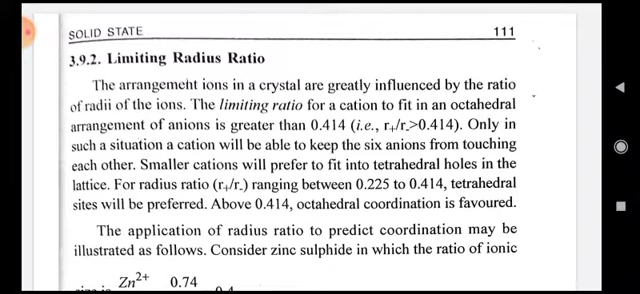 SOLID STATE 111
3.9.2. Limiting Radius Ratio
The arrangement ions in a crystal are greatly influenced by the ratio
of radii of the ions. The limiting ratio for a cation to fit in an octahedral
arrangement of anions is greater than 0.414 (i.e., r+/r->0.414). Only in
such a situation a cation will be able to keep the six anions from touching
each other. Smaller cations will prefer to fit into tetrahedral holes in the
lattice. For radius ratio (r+/r-) ranging between 0.225 to 0.414, tetrahedral
sites will be preferred. Above 0.414, octahedral coordination is favoured.
The application of radius ratio to predict coordination may be
illustrated as follows. Consider zinc sulphide in which the ratio of ionic
Zn2+ 0.74